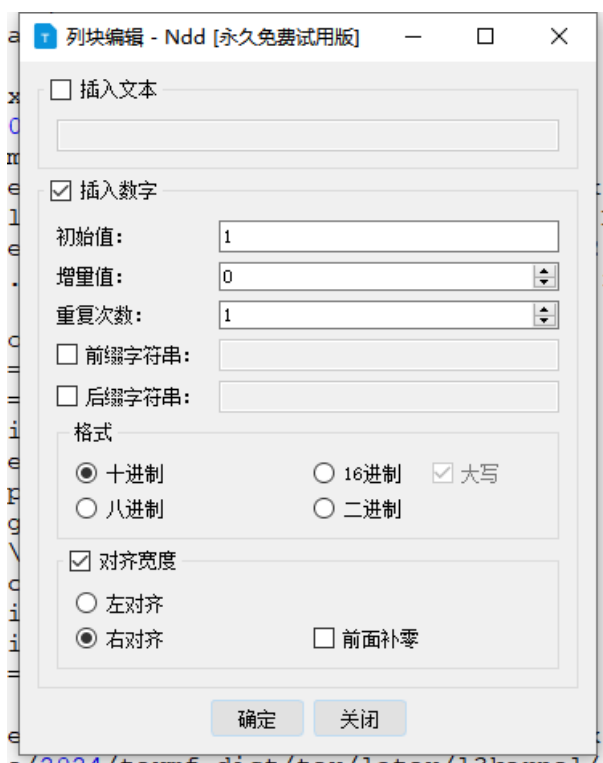 列块编辑 - Ndd [永久免费试用版]
插入文本
插入数字
初始值: 1
增量值: 0
重复次数: 1
前缀字符串:
后缀字符串:
格式
十进制 16进制 大写
八进制 二进制
对齐宽度
左对齐
右对齐 前面补零
确定 关闭